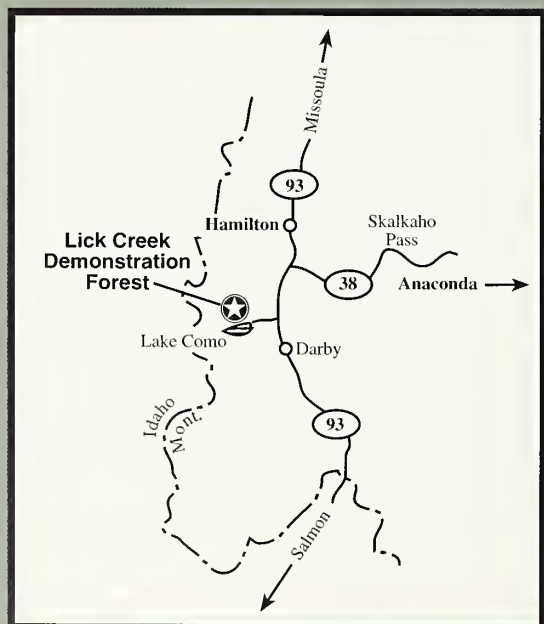 Missoula
93
Hamilton
Skalkaho
Pass
Lick Creek
Demonstration
Forest
38
Anaconda
Lake Como
Darby
Idaho
Mont.
93
Salmon